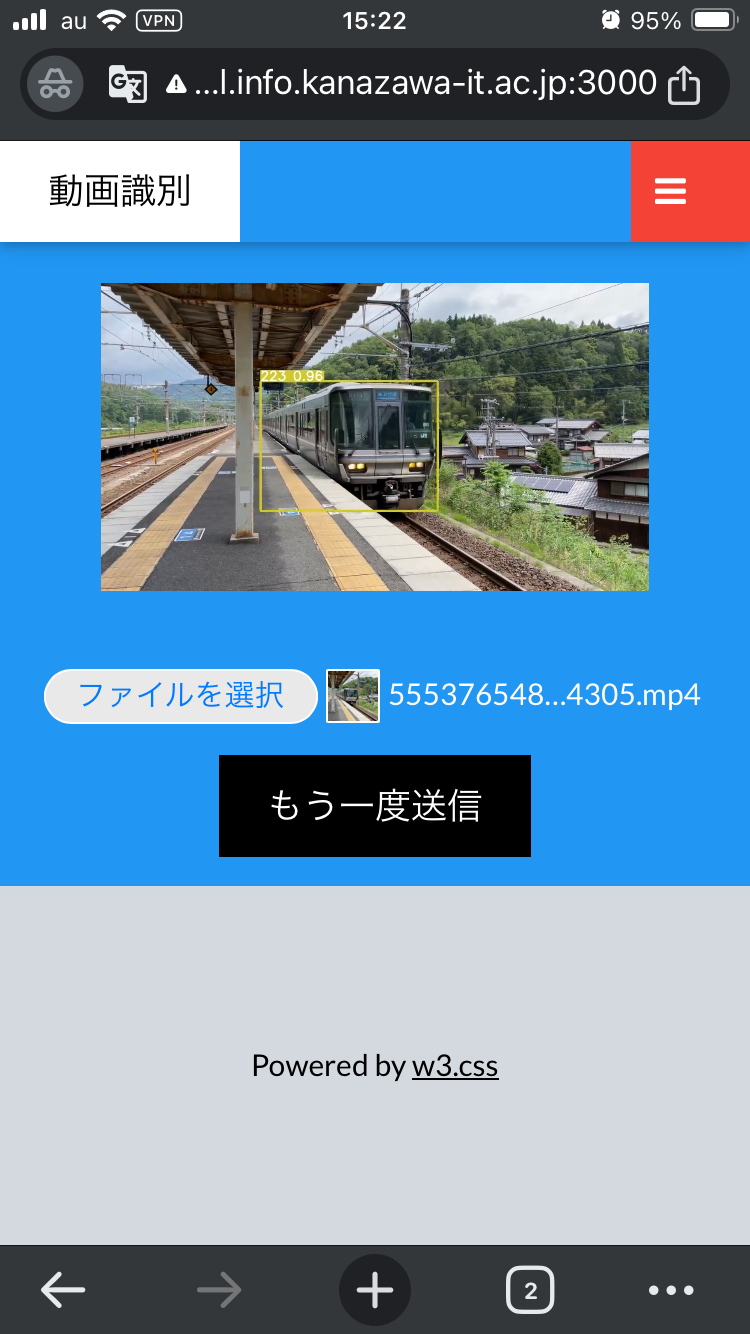 au VPN 15:22 95%
...l.info.kanazawa-it.ac.jp:3000
動画識別
223 0.96
ファイルを選択 555376548...4305.mp4
もう一度送信
Powered by w3.css
2